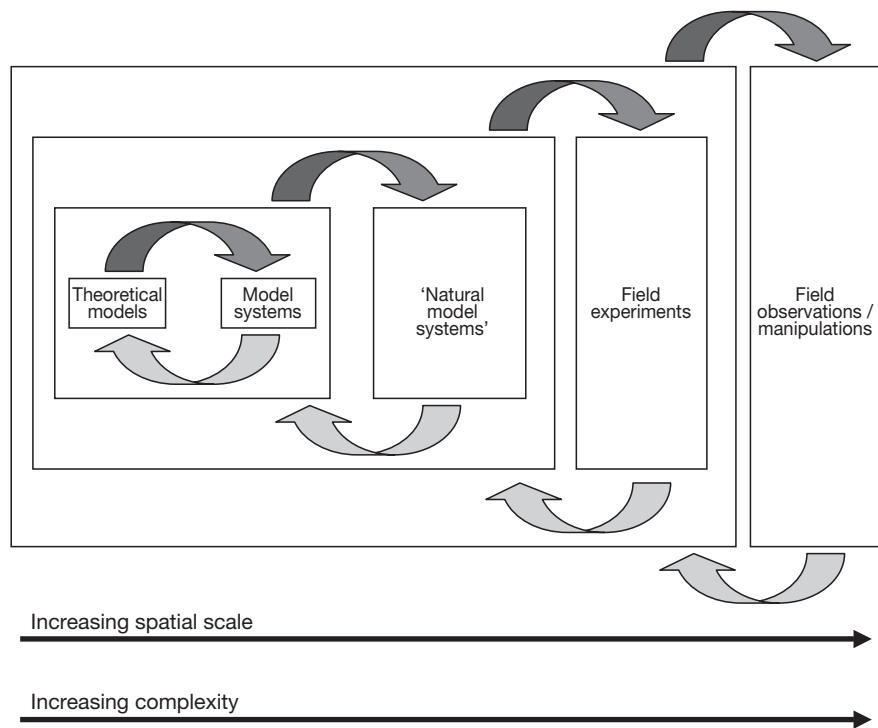 Theoretical
models
Model
systems
‘Natural
model
systems’
Field
experiments
Field
observations /
manipulations
Increasing spatial scale
Increasing complexity